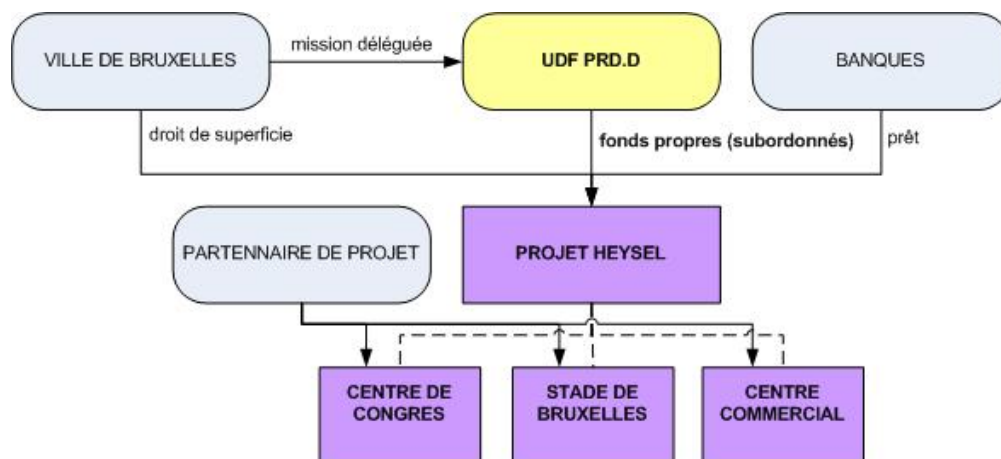 VILLE DE BRUXELLES
mission déléguée
UDF PRD.D
BANQUES
droit de superficie
fonds propres (subordonnés)
prêt
PARTENNAIRE DE PROJET
PROJET HEYSEL
CENTRE DE
CONGRES
STADE DE
BRUXELLES
CENTRE
COMMERCIAL